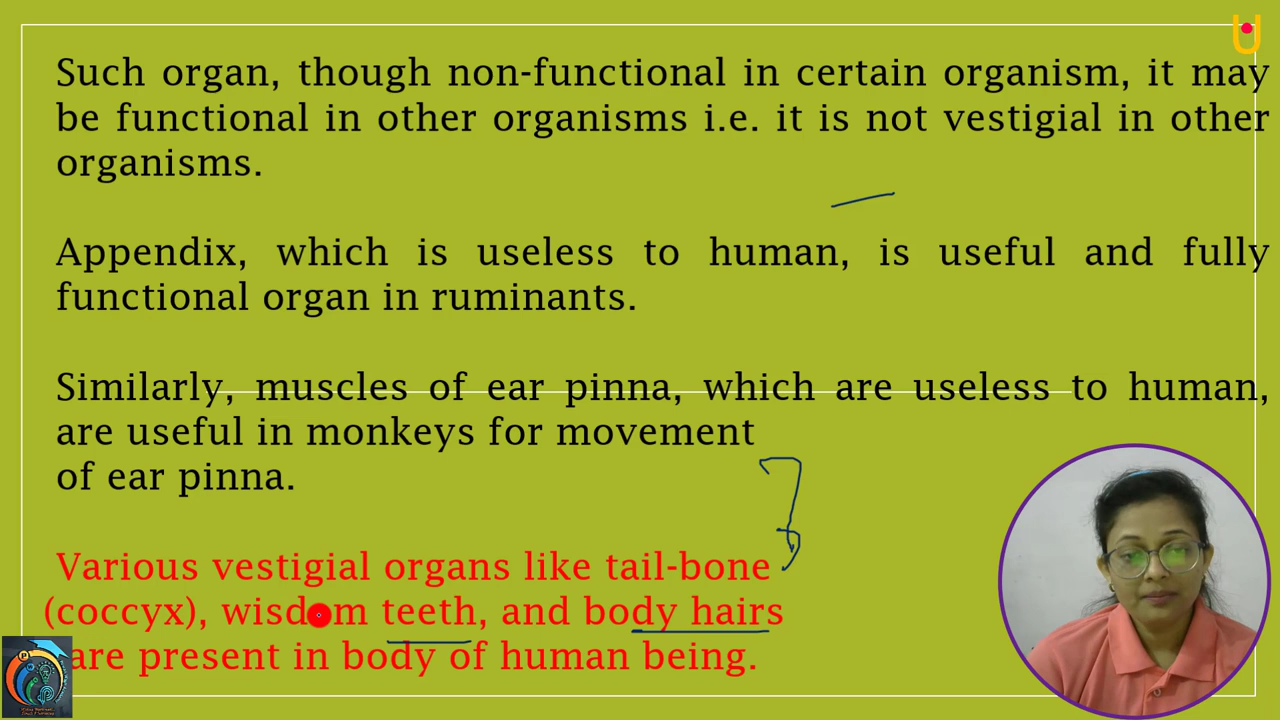 Such organ, though non-functional in certain organism, it may
be functional in other organisms i.e. it is not vestigial in other
organisms.
Appendix, which is useless to human, is useful and fully
functional organ in ruminants.
Similarly, muscles of ear pinna, which are useless to human,
are useful in monkeys for movement
of ear pinna.
Various vestigial organs like tail-bone
(coccyx), wisdom teeth, and body hairs
are present in body of human being.